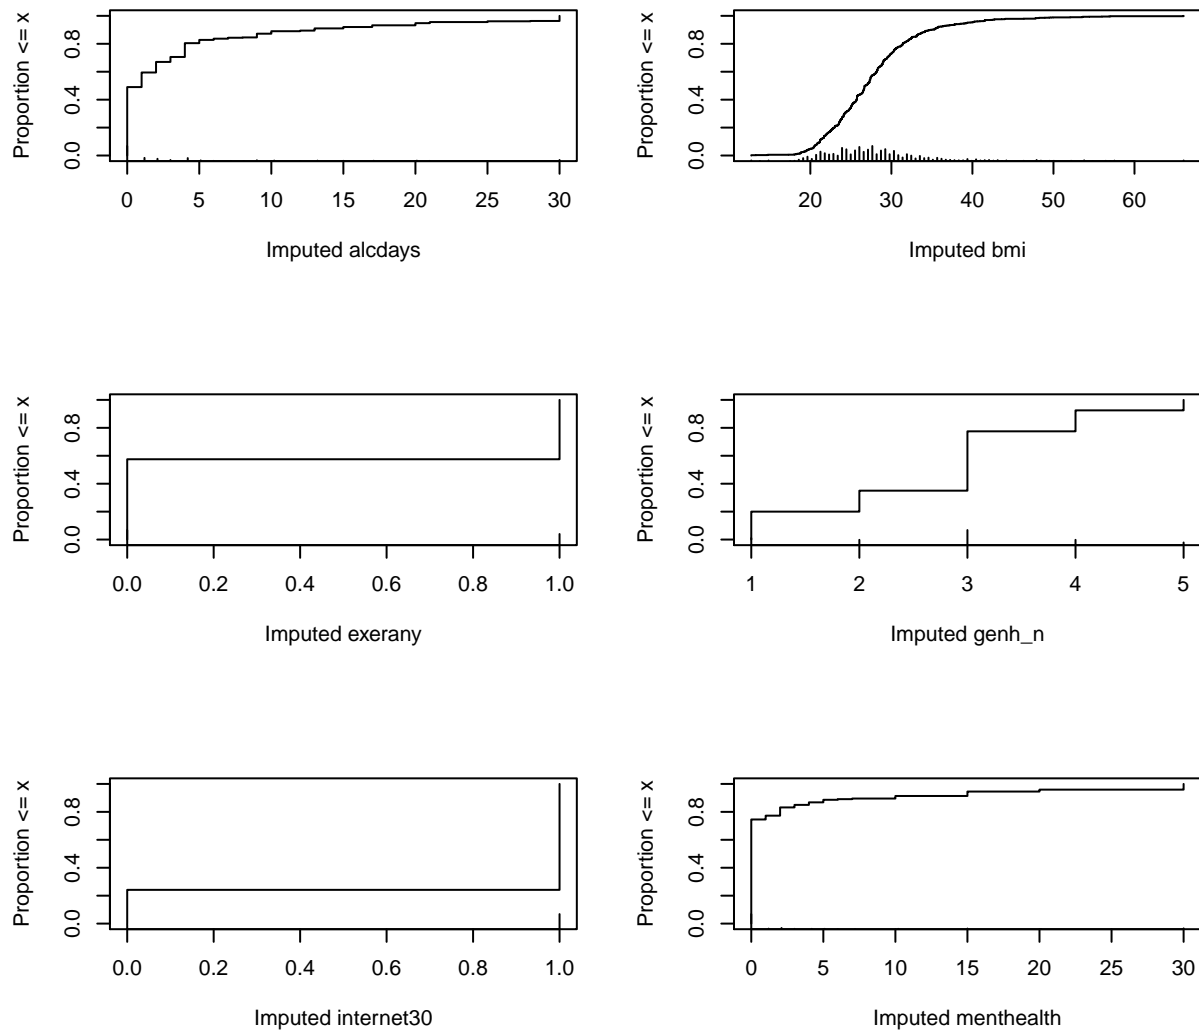 Proportion <= x
0.0 0.4 0.8
0 5 10 15 20 25 30
Imputed alcdays
Proportion <= x
0.0 0.4 0.8
20 30 40 50 60
Imputed bmi
Proportion <= x
0.0 0.4 0.8
0.0 0.2 0.4 0.6 0.8 1.0
Imputed exerany
Proportion <= x
0.0 0.4 0.8
1 2 3 4 5
Imputed genh_n
Proportion <= x
0.0 0.4 0.8
0.0 0.2 0.4 0.6 0.8 1.0
Imputed internet30
Proportion <= x
0.0 0.4 0.8
0 5 10 15 20 25 30
Imputed menthealth